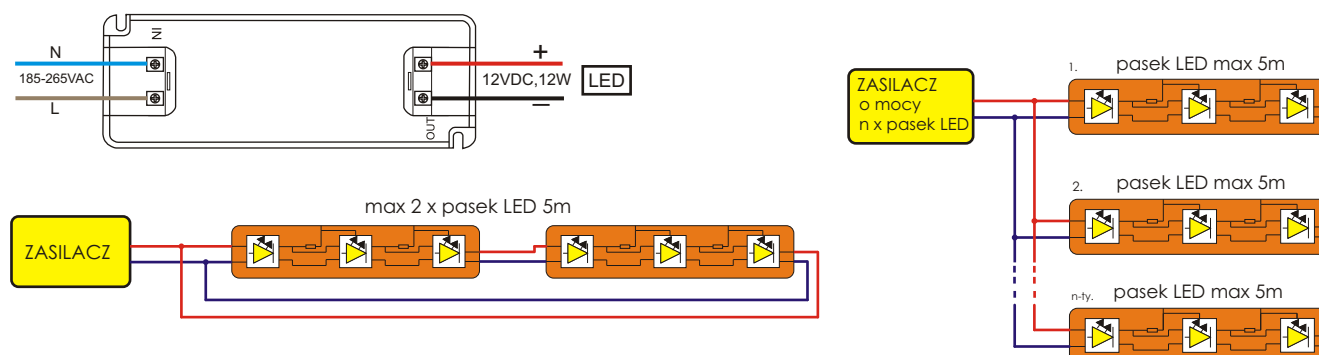 N
IN
185-265VAC
L
+
12VDC,12W
–
LED
OUT
max 2 x pasek LED 5m
ZASILACZ
ZASILACZ
o mocy
n x pasek LED
1. pasek LED max 5m
2. pasek LED max 5m
n-ty. pasek LED max 5m